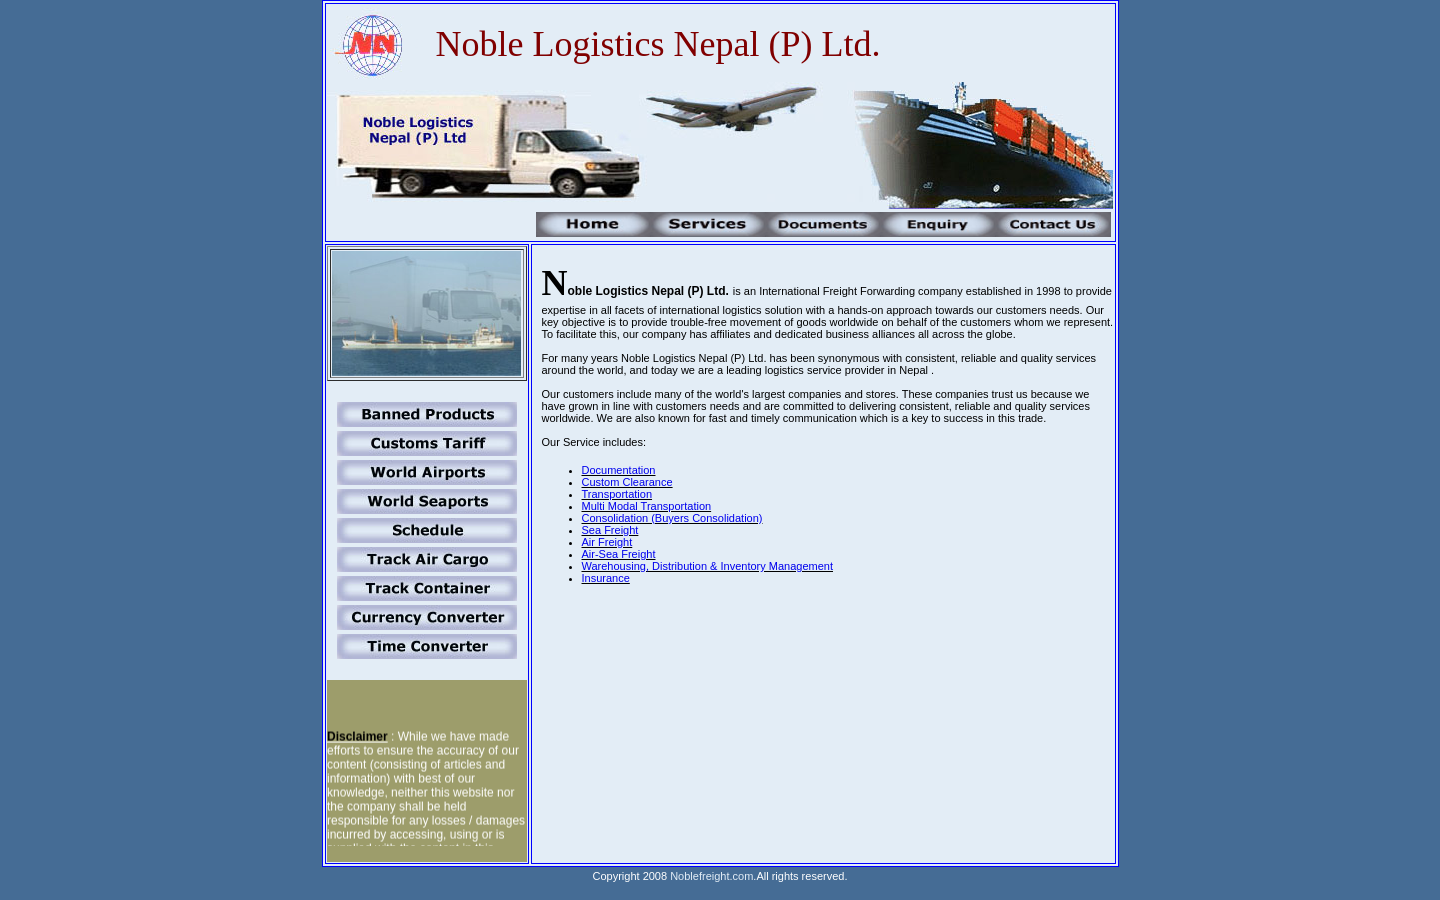 NN
Noble Logistics Nepal (P) Ltd.
Noble Logistics
Nepal (P) Ltd
Home Services Documents Enquiry Contact Us
Banned Products
Customs Tariff
World Airports
World Seaports
Schedule
Track Air Cargo
Track Container
Currency Converter
Time Converter
Disclaimer : While we have made
efforts to ensure the accuracy of our
content (consisting of articles and
information) with best of our
knowledge, neither this website nor
the company shall be held
responsible for any losses / damages
incurred by accessing, using or is
supplied with the content in this
Noble Logistics Nepal (P) Ltd. is an International Freight Forwarding company established in 1998 to provide
expertise in all facets of international logistics solution with a hands-on approach towards our customers needs. Our
key objective is to provide trouble-free movement of goods worldwide on behalf of the customers whom we represent.
To facilitate this, our company has affiliates and dedicated business alliances all across the globe.
For many years Noble Logistics Nepal (P) Ltd. has been synonymous with consistent, reliable and quality services
around the world, and today we are a leading logistics service provider in Nepal .
Our customers include many of the world's largest companies and stores. These companies trust us because we
have grown in line with customers needs and are committed to delivering consistent, reliable and quality services
worldwide. We are also known for fast and timely communication which is a key to success in this trade.
Our Service includes:
Documentation
Custom Clearance
Transportation
Multi Modal Transportation
Consolidation (Buyers Consolidation)
Sea Freight
Air Freight
Air-Sea Freight
Warehousing, Distribution & Inventory Management
Insurance
Copyright 2008 Noblefreight.com.All rights reserved.